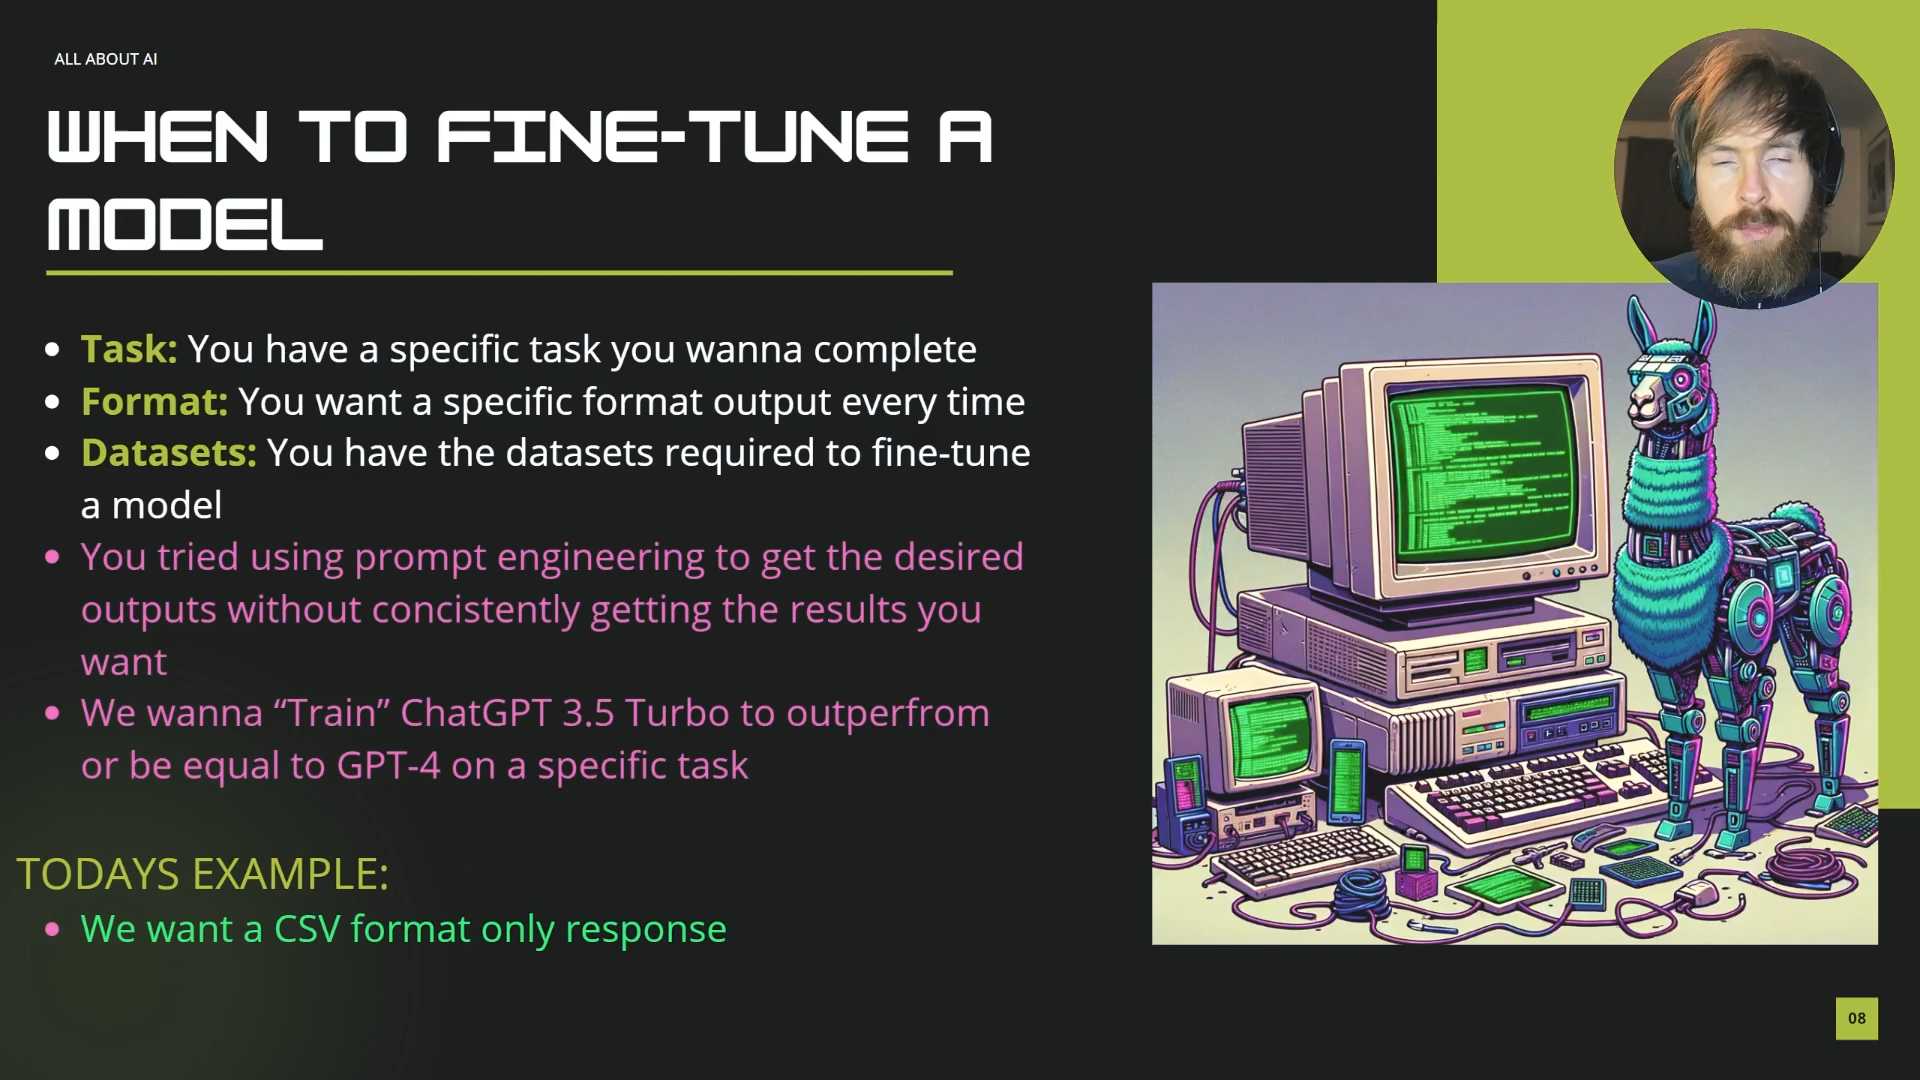 ALL ABOUT AI
WHEN TO FINE-TUNE A
MODEL
• Task: You have a specific task you wanna complete
• Format: You want a specific format output every time
• Datasets: You have the datasets required to fine-tune
a model
• You tried using prompt engineering to get the desired
outputs without concistently getting the results you
want
• We wanna “Train” ChatGPT 3.5 Turbo to outperfrom
or be equal to GPT-4 on a specific task
TODAYS EXAMPLE:
• We want a CSV format only response
08